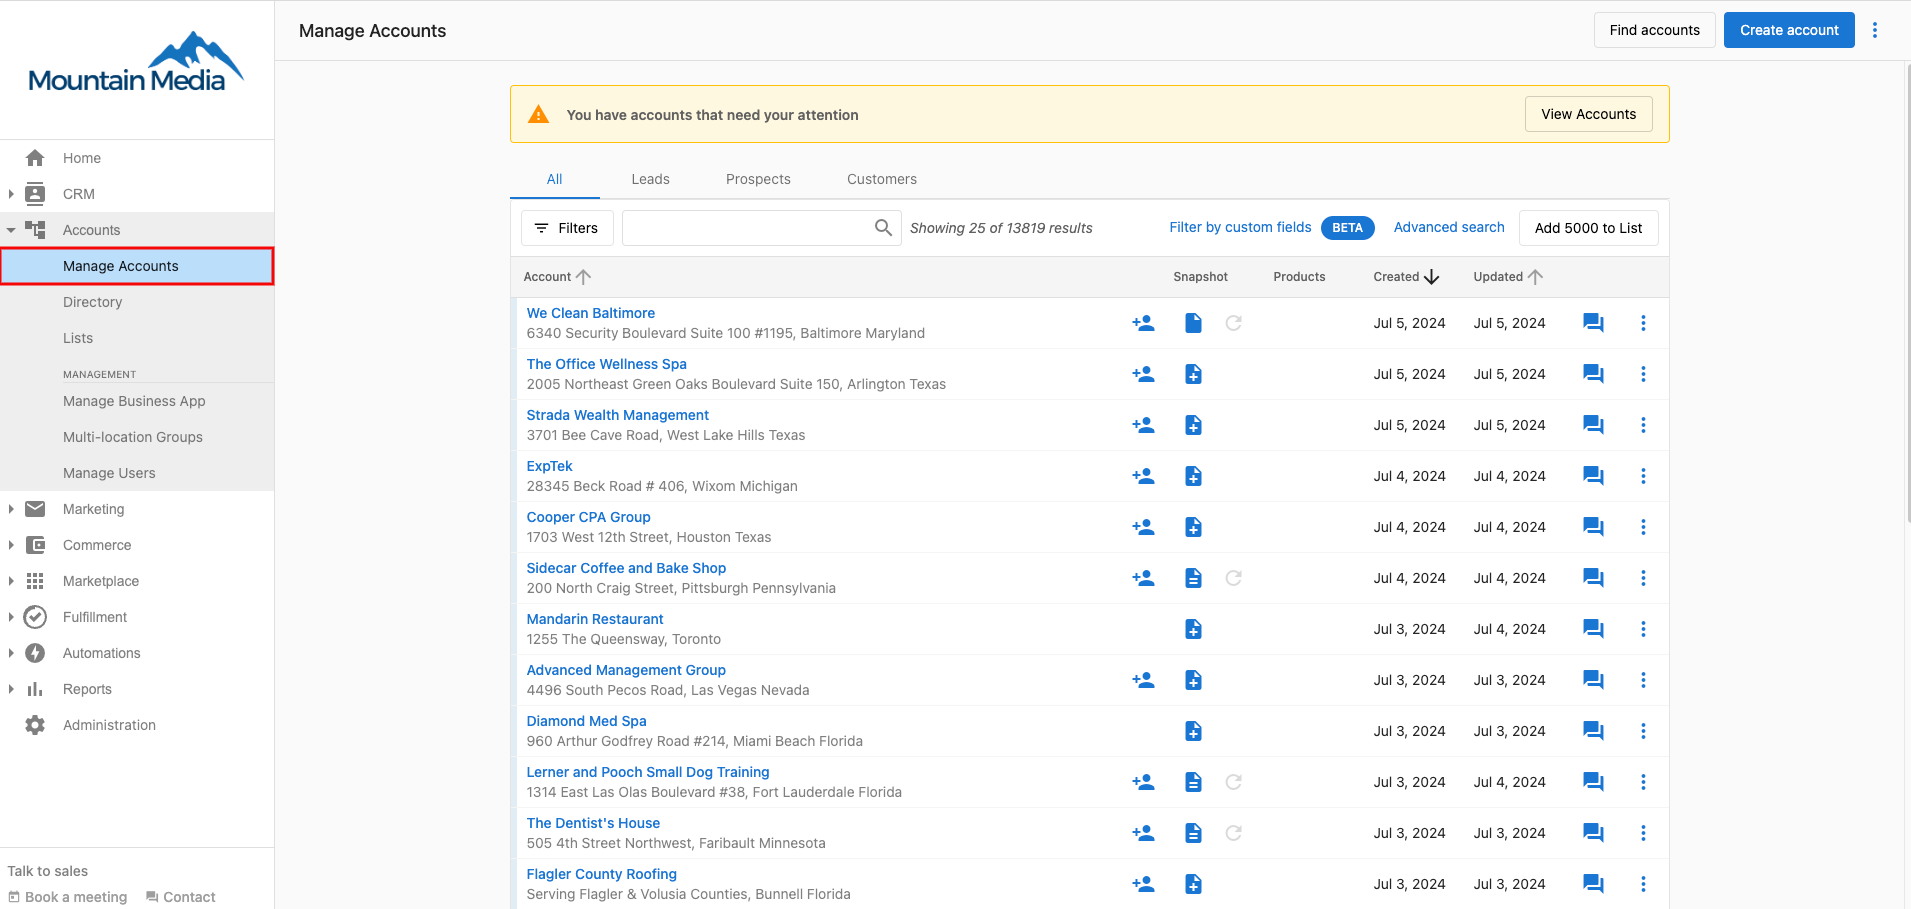 Mountain Media
Home
CRM
Accounts
Manage Accounts
Directory
Lists
MANAGEMENT
Manage Business App
Multi-location Groups
Manage Users
Marketing
Commerce
Marketplace
Fulfillment
Automations
Reports
Administration
Talk to sales
Book a meeting Contact
Manage Accounts
Find accounts
Create account
You have accounts that need your attention
View Accounts
All Leads Prospects Customers
Filters Showing 25 of 13819 results Filter by custom fields BETA Advanced search Add 5000 to List
Account Snapshot Products Created Updated
We Clean Baltimore
6340 Security Boulevard Suite 100 #1195, Baltimore Maryland
Jul 5, 2024 Jul 5, 2024
The Office Wellness Spa
2005 Northeast Green Oaks Boulevard Suite 150, Arlington Texas
Jul 5, 2024 Jul 5, 2024
Strada Wealth Management
3701 Bee Cave Road, West Lake Hills Texas
Jul 5, 2024 Jul 5, 2024
ExpTek
28345 Beck Road # 406, Wixom Michigan
Jul 4, 2024 Jul 4, 2024
Cooper CPA Group
1703 West 12th Street, Houston Texas
Jul 4, 2024 Jul 4, 2024
Sidecar Coffee and Bake Shop
200 North Craig Street, Pittsburgh Pennsylvania
Jul 4, 2024 Jul 4, 2024
Mandarin Restaurant
1255 The Queensway, Toronto
Jul 3, 2024 Jul 4, 2024
Advanced Management Group
4496 South Pecos Road, Las Vegas Nevada
Jul 3, 2024 Jul 3, 2024
Diamond Med Spa
960 Arthur Godfrey Road #214, Miami Beach Florida
Jul 3, 2024 Jul 3, 2024
Lerner and Pooch Small Dog Training
1314 East Las Olas Boulevard #38, Fort Lauderdale Florida
Jul 3, 2024 Jul 4, 2024
The Dentist's House
505 4th Street Northwest, Faribault Minnesota
Jul 3, 2024 Jul 3, 2024
Flagler County Roofing
Serving Flagler & Volusia Counties, Bunnell Florida
Jul 3, 2024 Jul 3, 2024